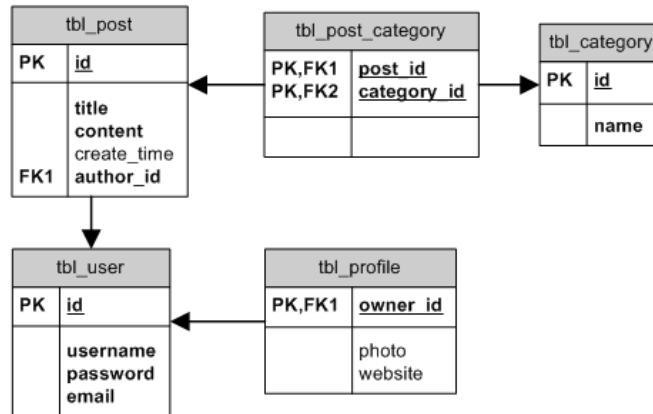 tbl_post
PK id
title
content
create_time
FK1 author_id
tbl_post_category
PK,FK1 post_id
PK,FK2 category_id
tbl_category
PK id
name
tbl_user
PK id
username
password
email
tbl_profile
PK,FK1 owner_id
photo
website